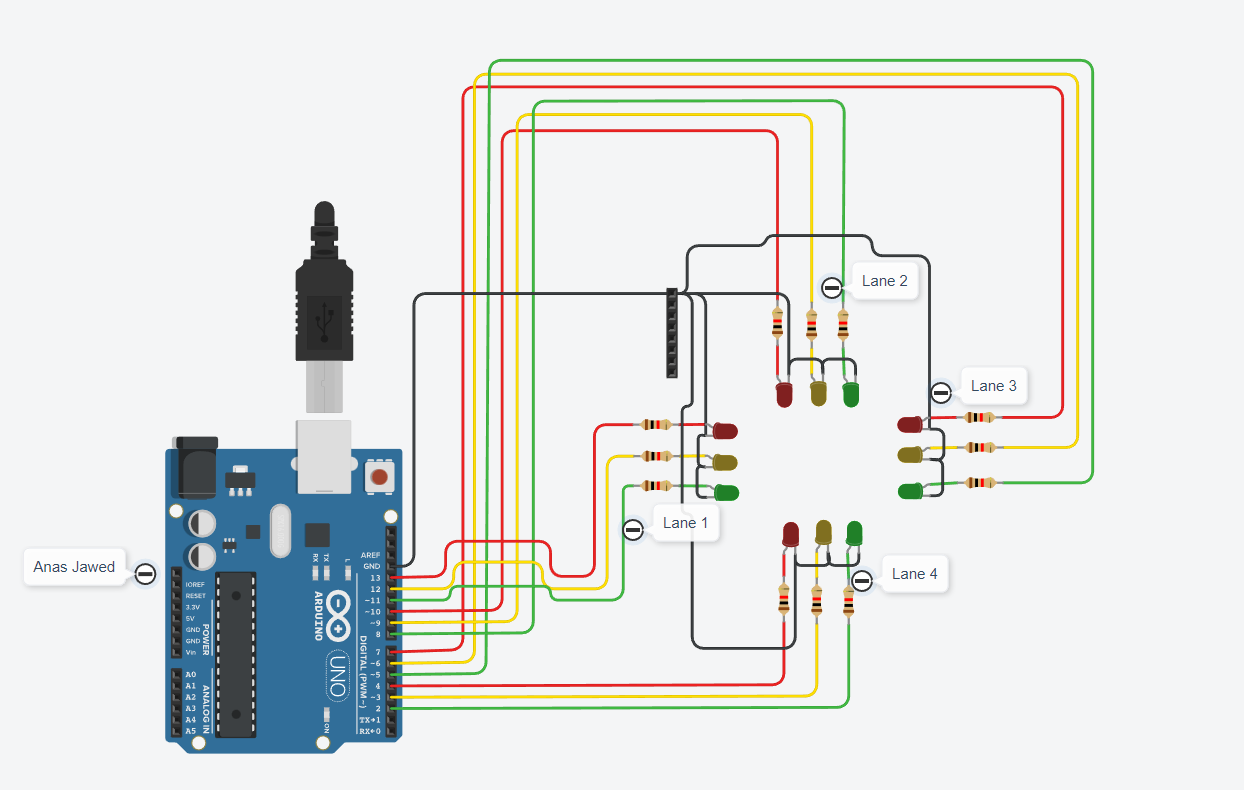 Lane 2
Lane 3
Lane 1
Lane 4
Anas Jawed
AREF
GND
13
12
~11
~10
~9
8
7
~6
~5
4
~3
2
TX→1
RX←0
IOREF
RESET
3.3V
5V
GND
GND
Vin
A0
A1
A2
A3
A4
A5
POWER
ANALOG IN
RX
TX
L
ARDUINO
UNO
DIGITAL (PWM~)
ON